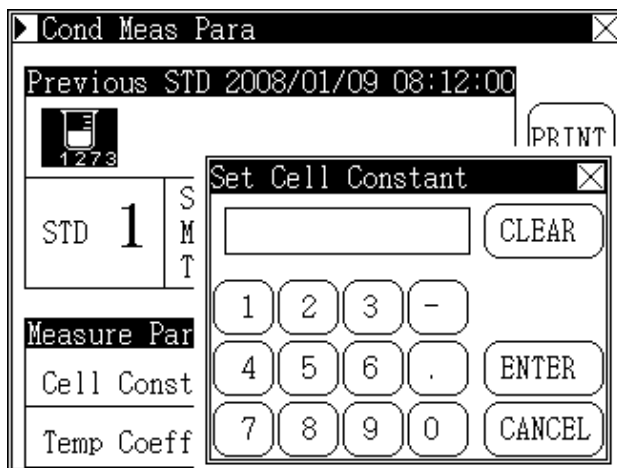 Cond Meas Para
Previous STD 2008/01/09 08:12:00
1273
PRINT
STD 1
S
M
T
Set Cell Constant
CLEAR
1 2 3 -
4 5 6 . ENTER
7 8 9 0 CANCEL
Measure Par
Cell Const
Temp Coeff